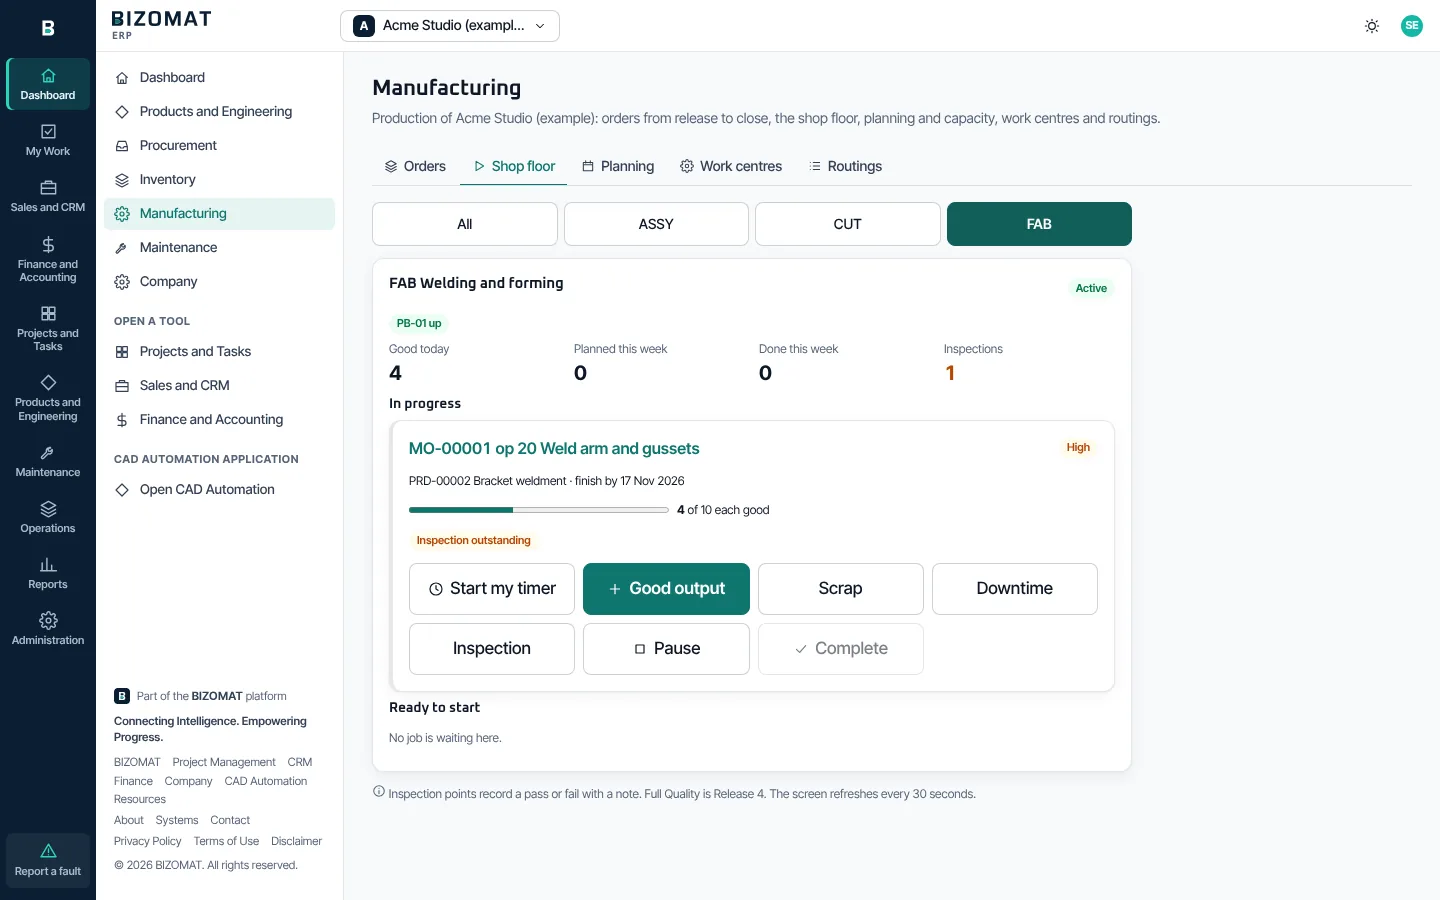 B
Dashboard
My Work
Sales and CRM
Finance and
Accounting
Projects and
Tasks
Products and
Engineering
Maintenance
Operations
Reports
Administration
Report a fault
BIZOMAT
ERP
Dashboard
Products and Engineering
Procurement
Inventory
Manufacturing
Maintenance
Company
OPEN A TOOL
Projects and Tasks
Sales and CRM
Finance and Accounting
CAD AUTOMATION APPLICATION
Open CAD Automation
B Part of the BIZOMAT platform
Connecting Intelligence. Empowering
Progress.
BIZOMAT Project Management CRM
Finance Company CAD Automation
Resources
About Systems Contact
Privacy Policy Terms of Use Disclaimer
© 2026 BIZOMAT. All rights reserved.
A Acme Studio (exampl...
SE
Manufacturing
Production of Acme Studio (example): orders from release to close, the shop floor, planning and capacity, work centres and routings.
Orders Shop floor Planning Work centres Routings
All ASSY CUT FAB
FAB Welding and forming
Active
PB-01 up
Good today Planned this week Done this week Inspections
4 0 0 1
In progress
MO-00001 op 20 Weld arm and gussets
High
PRD-00002 Bracket weldment · finish by 17 Nov 2026
4 of 10 each good
Inspection outstanding
Start my timer Good output Scrap Downtime
Inspection Pause Complete
Ready to start
No job is waiting here.
Inspection points record a pass or fail with a note. Full Quality is Release 4. The screen refreshes every 30 seconds.